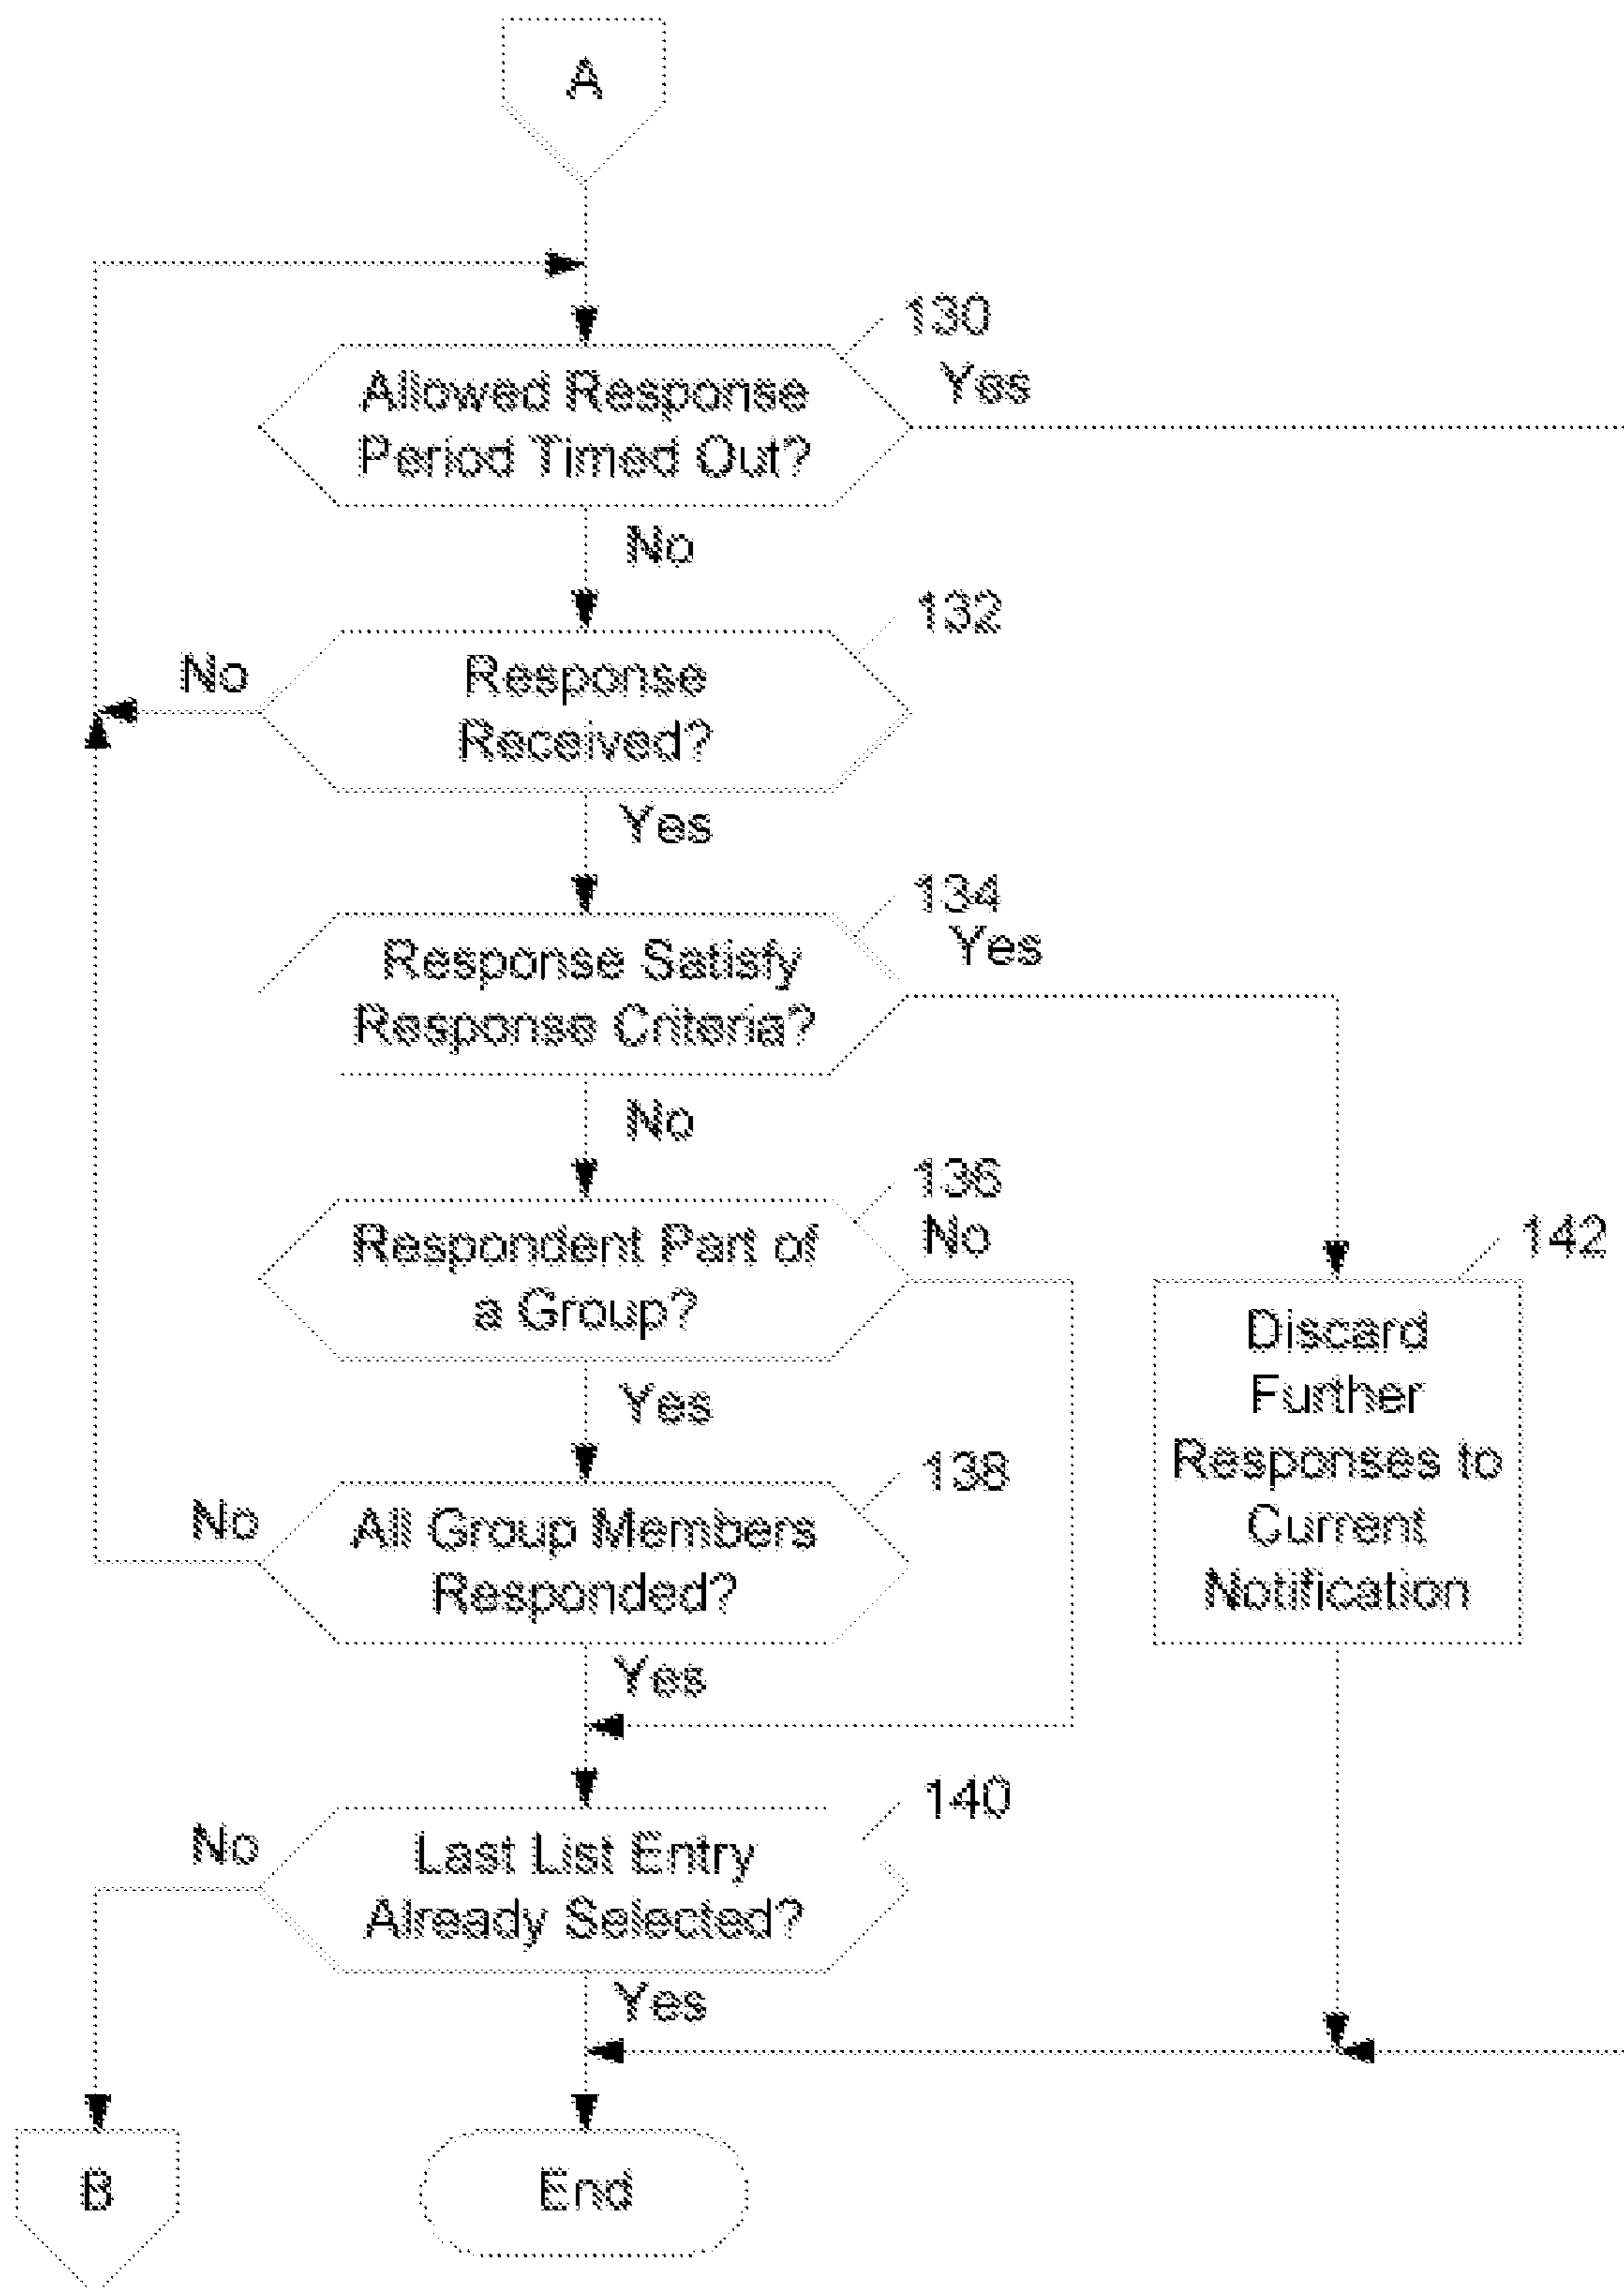 A
130
Allowed Response
Period Timed Out?
Yes
No
132
Response
Received?
No
Yes
134
Response Satisfy
Response Criteria?
Yes
No
136
Respondent Part of
a Group?
No
Yes
142
Discard
Further
Responses to
Current
Notification
138
All Group Members
Responded?
No
Yes
140
Last List Entry
Already Selected?
No
Yes
B
End